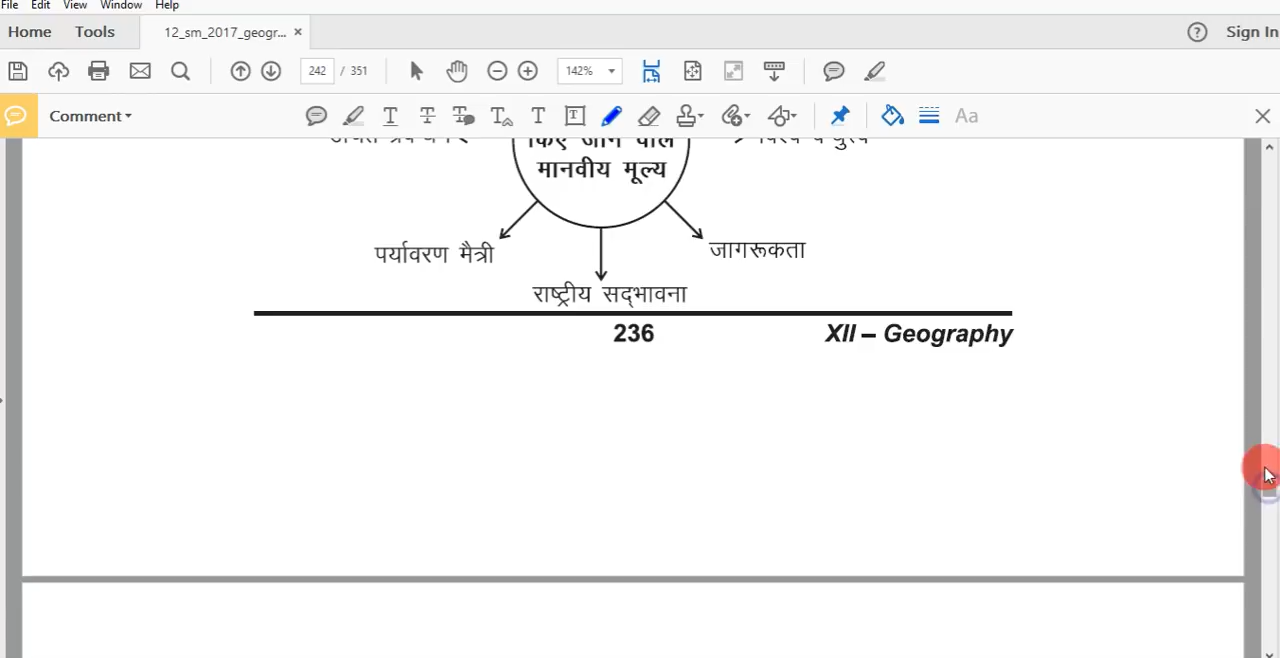 File Edit View Window Help
Home Tools 12_sm_2017_geogr... × ? Sign In
242 / 351 142%
Comment Aa
किए जाने वाले
मानवीय मूल्य
पर्यावरण मैत्री जागरूकता
राष्ट्रीय सद्भावना
236 XII – Geography